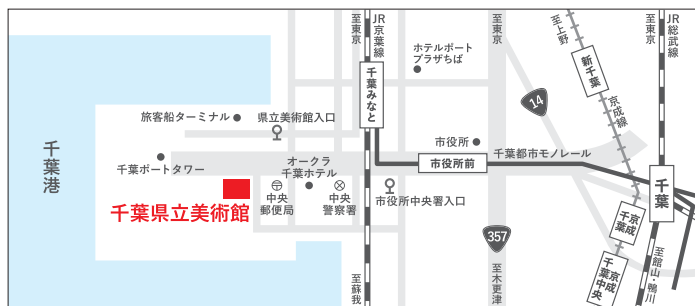 至東京
JR京葉線
至上野
至東京
JR総武線
ホテルポート
プラザちば
新千葉
京成線
14
千葉みなと
旅客船ターミナル
県立美術館入口
市役所
千葉都市モノレール
千葉港
千葉ポートタワー
オークラ
千葉ホテル
市役所前
千葉
中央
郵便局
中央
警察署
市役所中央署入口
千葉県立美術館
京成
千葉
357
京成
千葉中央
至蘇我
至木更津
至館山・鴨川